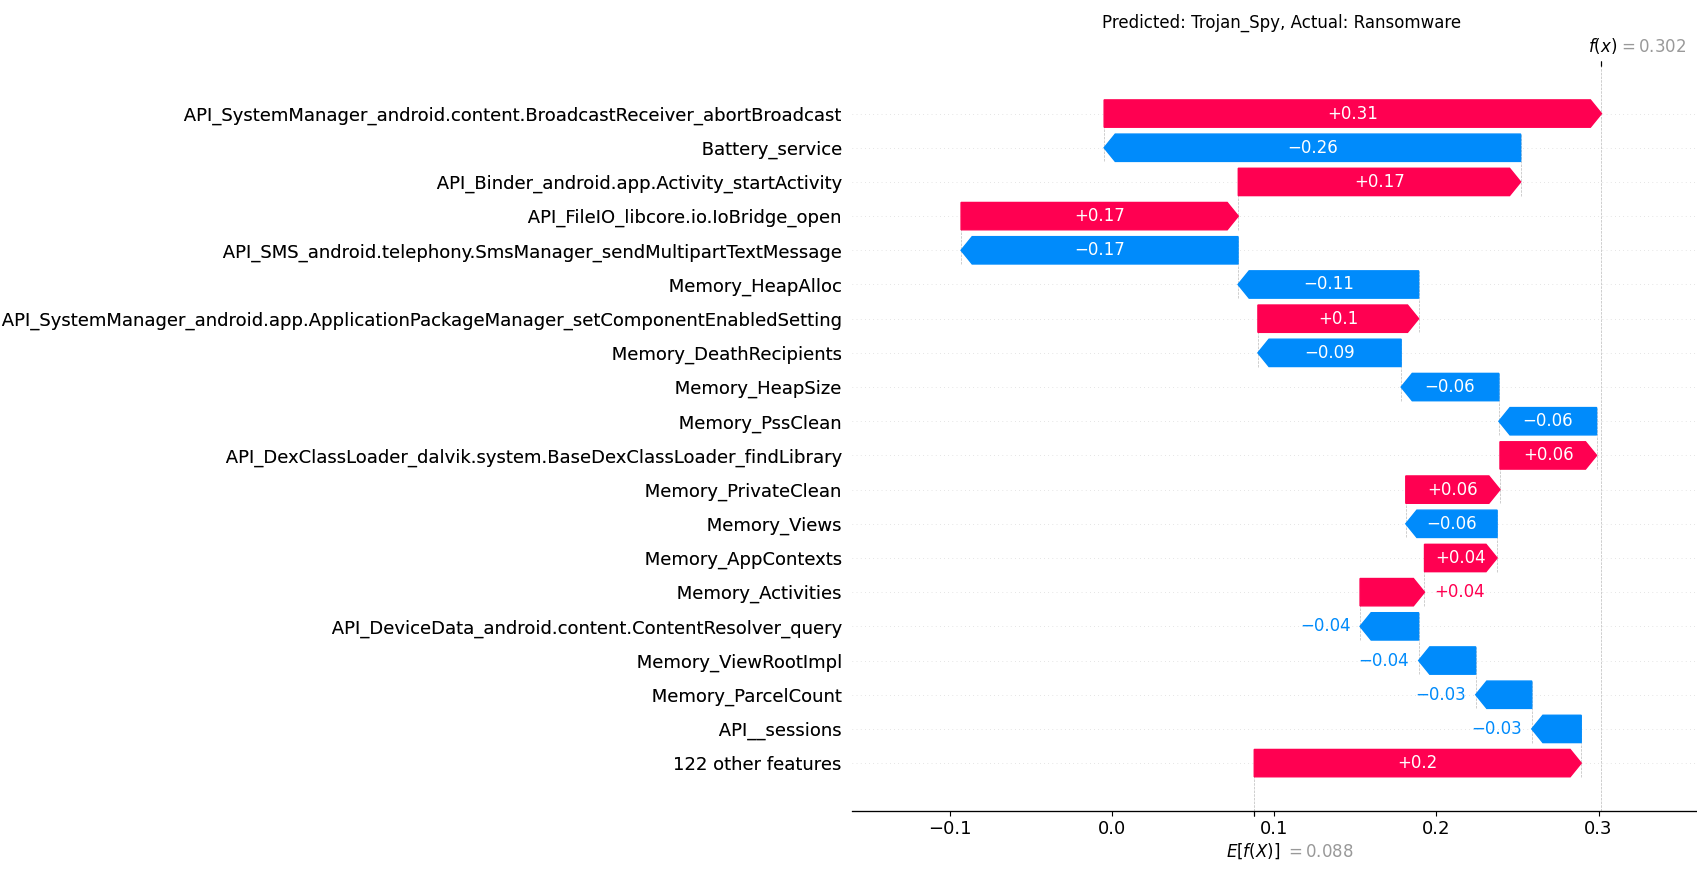 Predicted: Trojan_Spy, Actual: Ransomware
f(x) = 0.302
API_SystemManager_android.content.BroadcastReceiver_abortBroadcast +0.31
Battery_service −0.26
API_Binder_android.app.Activity_startActivity +0.17
API_FileIO_libcore.io.IoBridge_open +0.17
API_SMS_android.telephony.SmsManager_sendMultipartTextMessage −0.17
Memory_HeapAlloc −0.11
API_SystemManager_android.app.ApplicationPackageManager_setComponentEnabledSetting +0.1
Memory_DeathRecipients −0.09
Memory_HeapSize −0.06
Memory_PssClean −0.06
API_DexClassLoader_dalvik.system.BaseDexClassLoader_findLibrary +0.06
Memory_PrivateClean +0.06
Memory_Views −0.06
Memory_AppContexts +0.04
Memory_Activities +0.04
API_DeviceData_android.content.ContentResolver_query −0.04
Memory_ViewRootImpl −0.04
Memory_ParcelCount −0.03
API__sessions −0.03
122 other features +0.2
−0.1 0.0 0.1 0.2 0.3
E[f(X)] = 0.088